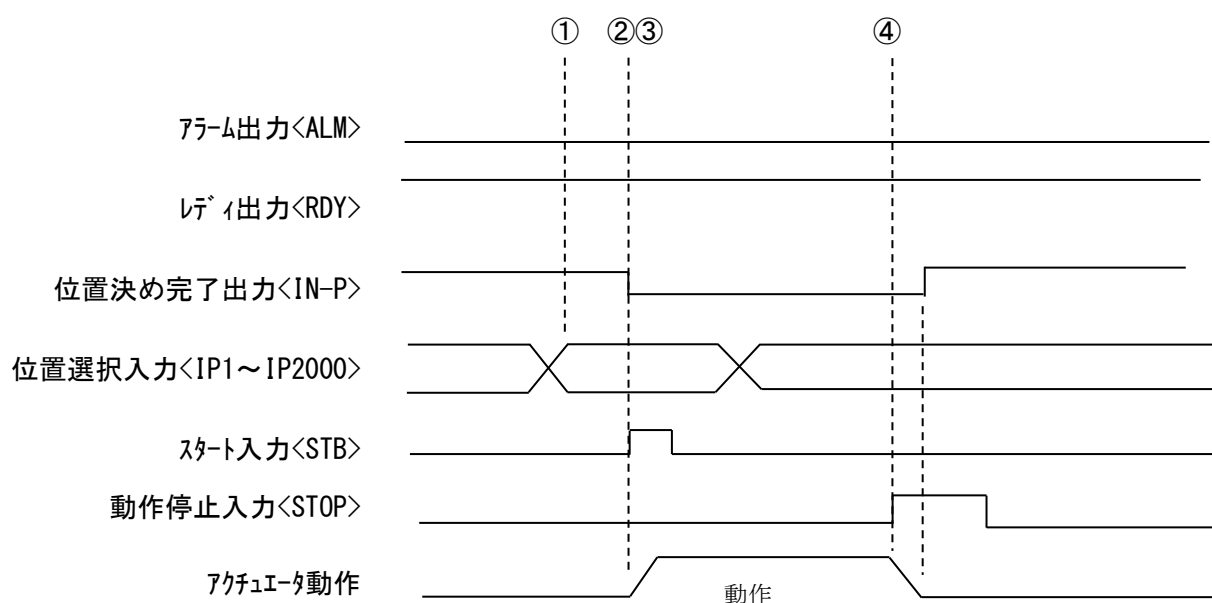 ① ②③ ④
ｱﾗｰﾑ出力<ALM>
ﾚﾃﾞｨ出力<RDY>
位置決め完了出力<IN-P>
位置選択入力<IP1～IP2000>
ｽﾀｰﾄ入力<STB>
動作停止入力<STOP>
ｱｸﾁｭｴｰﾀ動作
動作